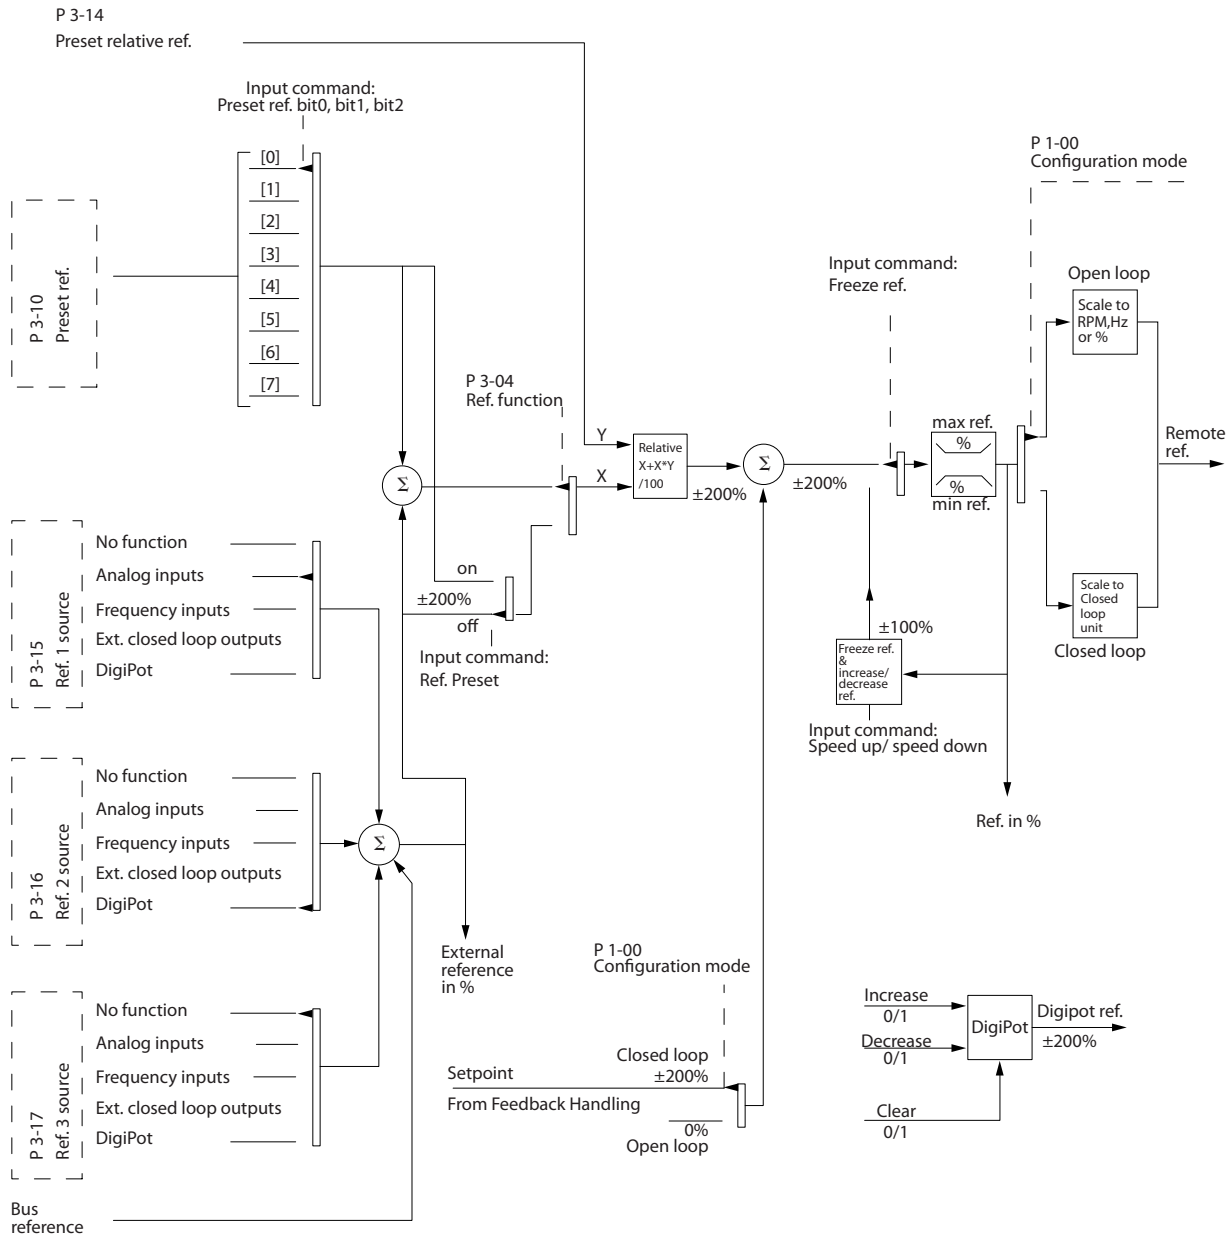 P 3-14
Preset relative ref.
Input command:
Preset ref. bit0, bit1, bit2
[0]
[1]
[2]
[3]
[4]
[5]
[6]
[7]
P 3-10
Preset ref.
P 1-00
Configuration mode
Input command:
Freeze ref.
Open loop
Scale to
RPM,Hz
or %
P 3-04
Ref. function
Y
X
Relative
X+X*Y
/100
±200%
Σ
±200%
max ref.
%
%
min ref.
Remote
ref.
Σ
on
±200%
off
Input command:
Ref. Preset
P 3-15
Ref. 1 source
No function
Analog inputs
Frequency inputs
Ext. closed loop outputs
DigiPot
±100%
Freeze ref.
&
increase/
decrease
ref.
Input command:
Speed up/ speed down
Scale to
Closed
loop
unit
Closed loop
Ref. in %
P 3-16
Ref. 2 source
No function
Analog inputs
Frequency inputs
Ext. closed loop outputs
DigiPot
Σ
External
reference
in %
P 1-00
Configuration mode
P 3-17
Ref. 3 source
No function
Analog inputs
Frequency inputs
Ext. closed loop outputs
DigiPot
Closed loop
±200%
Setpoint
From Feedback Handling
0%
Open loop
Increase
0/1
Decrease
0/1
Clear
0/1
DigiPot
Digipot ref.
±200%
Bus
reference